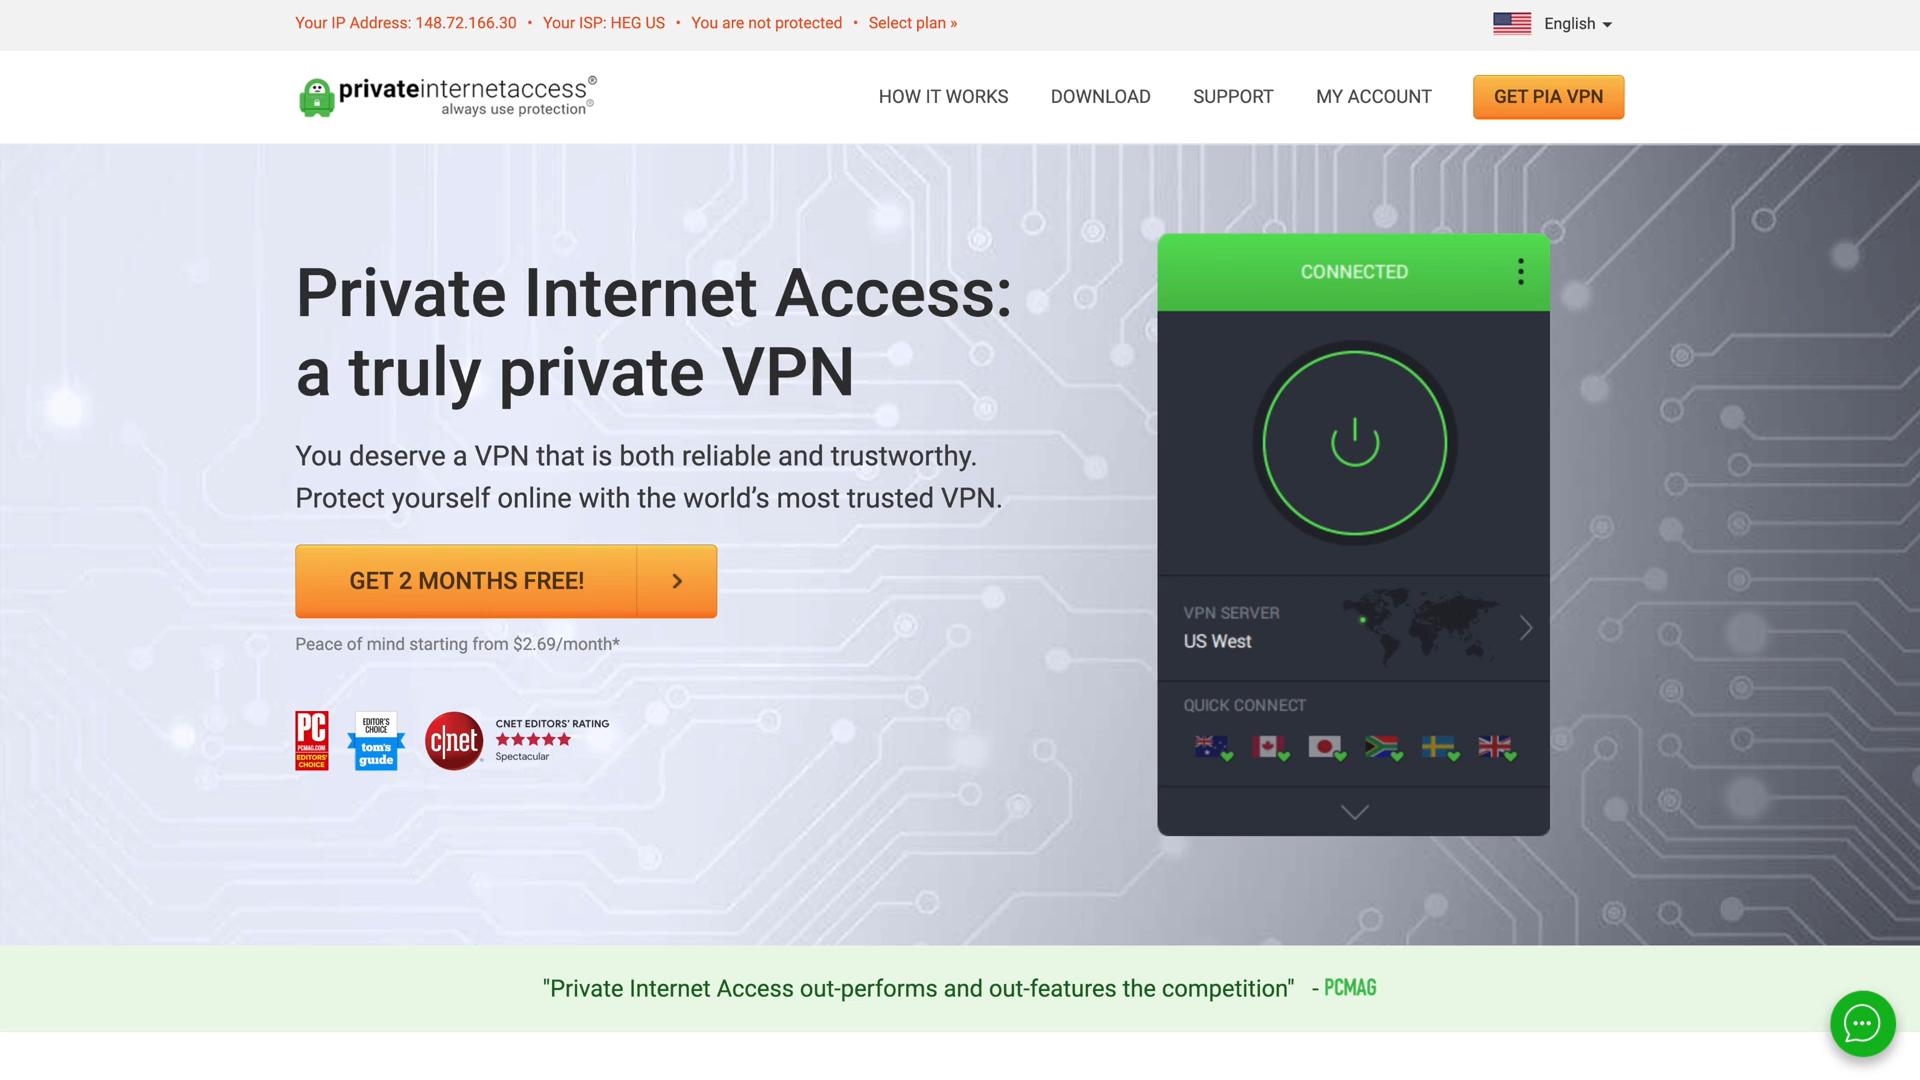 Your IP Address: 148.72.166.30 • Your ISP: HEG US • You are not protected • Select plan »
English
privateinternetaccess®
always use protection®
HOW IT WORKS
DOWNLOAD
SUPPORT
MY ACCOUNT
GET PIA VPN
Private Internet Access:
a truly private VPN
You deserve a VPN that is both reliable and trustworthy.
Protect yourself online with the world’s most trusted VPN.
GET 2 MONTHS FREE!
Peace of mind starting from $2.69/month*
PC
PCMAG.COM
EDITORS'
CHOICE
EDITOR'S
CHOICE
tom's
guide
c|net
CNET EDITORS' RATING
Spectacular
CONNECTED
VPN SERVER
US West
QUICK CONNECT
"Private Internet Access out-performs and out-features the competition" - PCMAG